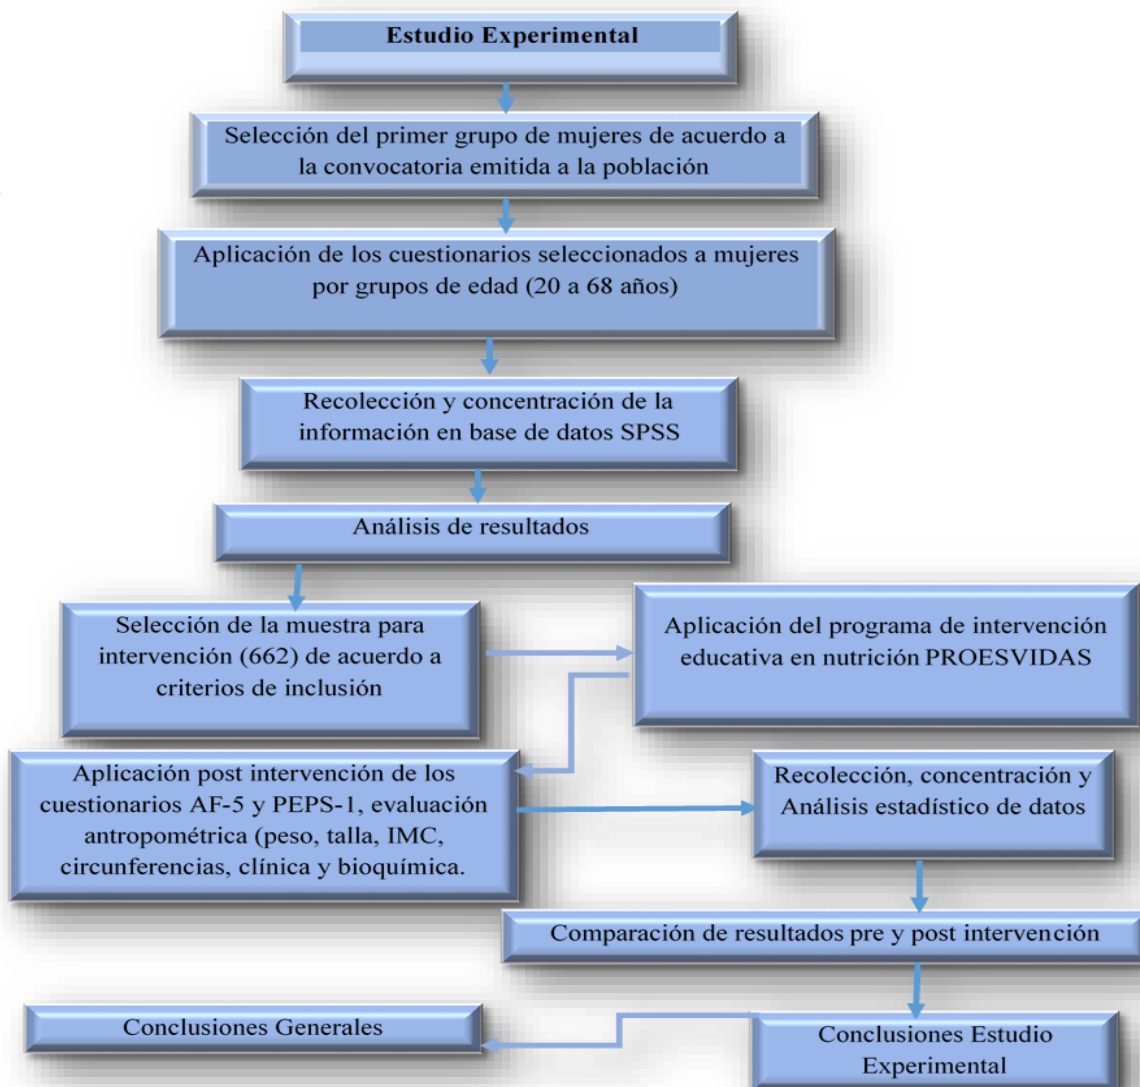 Estudio Experimental
Selección del primer grupo de mujeres de acuerdo a
la convocatoria emitida a la población
Aplicación de los cuestionarios seleccionados a mujeres
por grupos de edad (20 a 68 años)
Recolección y concentración de la
información en base de datos SPSS
Análisis de resultados
Selección de la muestra para
intervención (662) de acuerdo a
criterios de inclusión
Aplicación del programa de intervención
educativa en nutrición PROESVIDAS
Aplicación post intervención de los
cuestionarios AF-5 y PEPS-1, evaluación
antropométrica (peso, talla, IMC,
circunferencias, clínica y bioquímica.
Recolección, concentración y
Análisis estadístico de datos
Comparación de resultados pre y post intervención
Conclusiones Estudio
Experimental
Conclusiones Generales